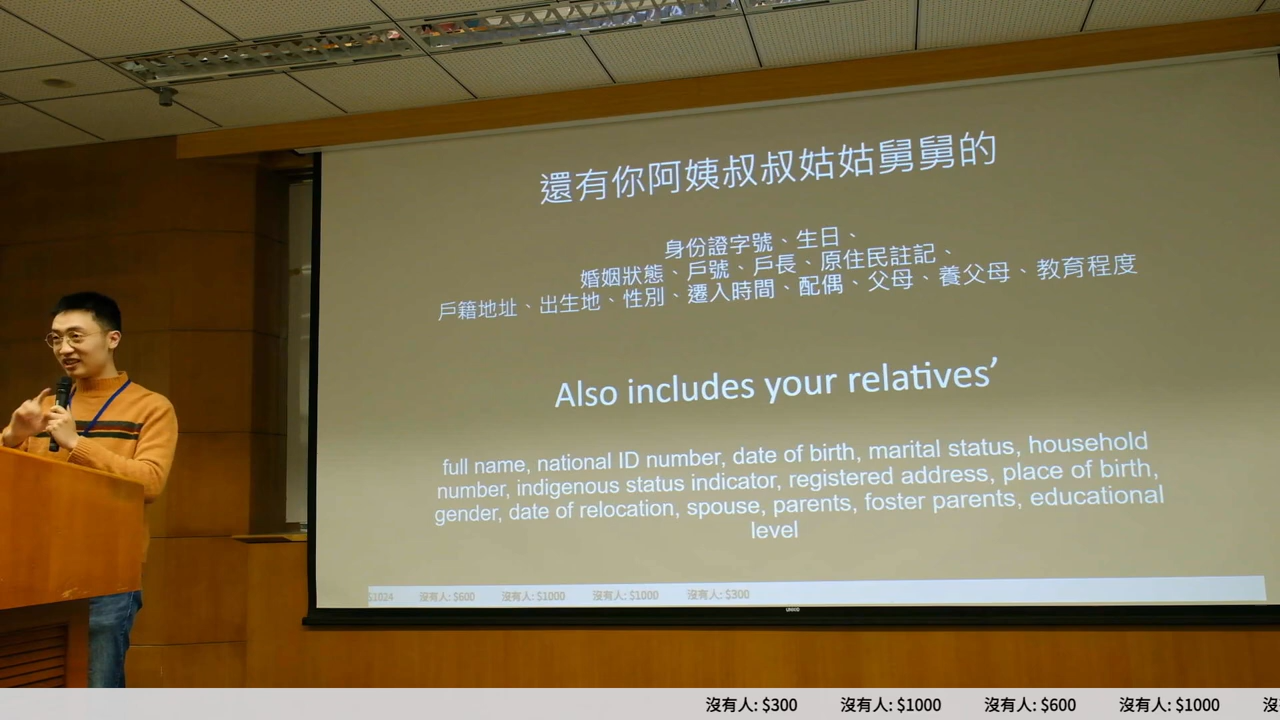 還有你阿姨叔叔姑姑舅舅的
身份證字號、生日、
婚姻狀態、戶號、戶長、原住民註記、
戶籍地址、出生地、性別、遷入時間、配偶、父母、養父母、教育程度
Also includes your relatives’
full name, national ID number, date of birth, marital status, household
number, indigenous status indicator, registered address, place of birth,
gender, date of relocation, spouse, parents, foster parents, educational
level
$1024 沒有人: $600 沒有人: $1000 沒有人: $1000 沒有人: $300
沒有人: $300 沒有人: $1000 沒有人: $600 沒有人: $1000 沒